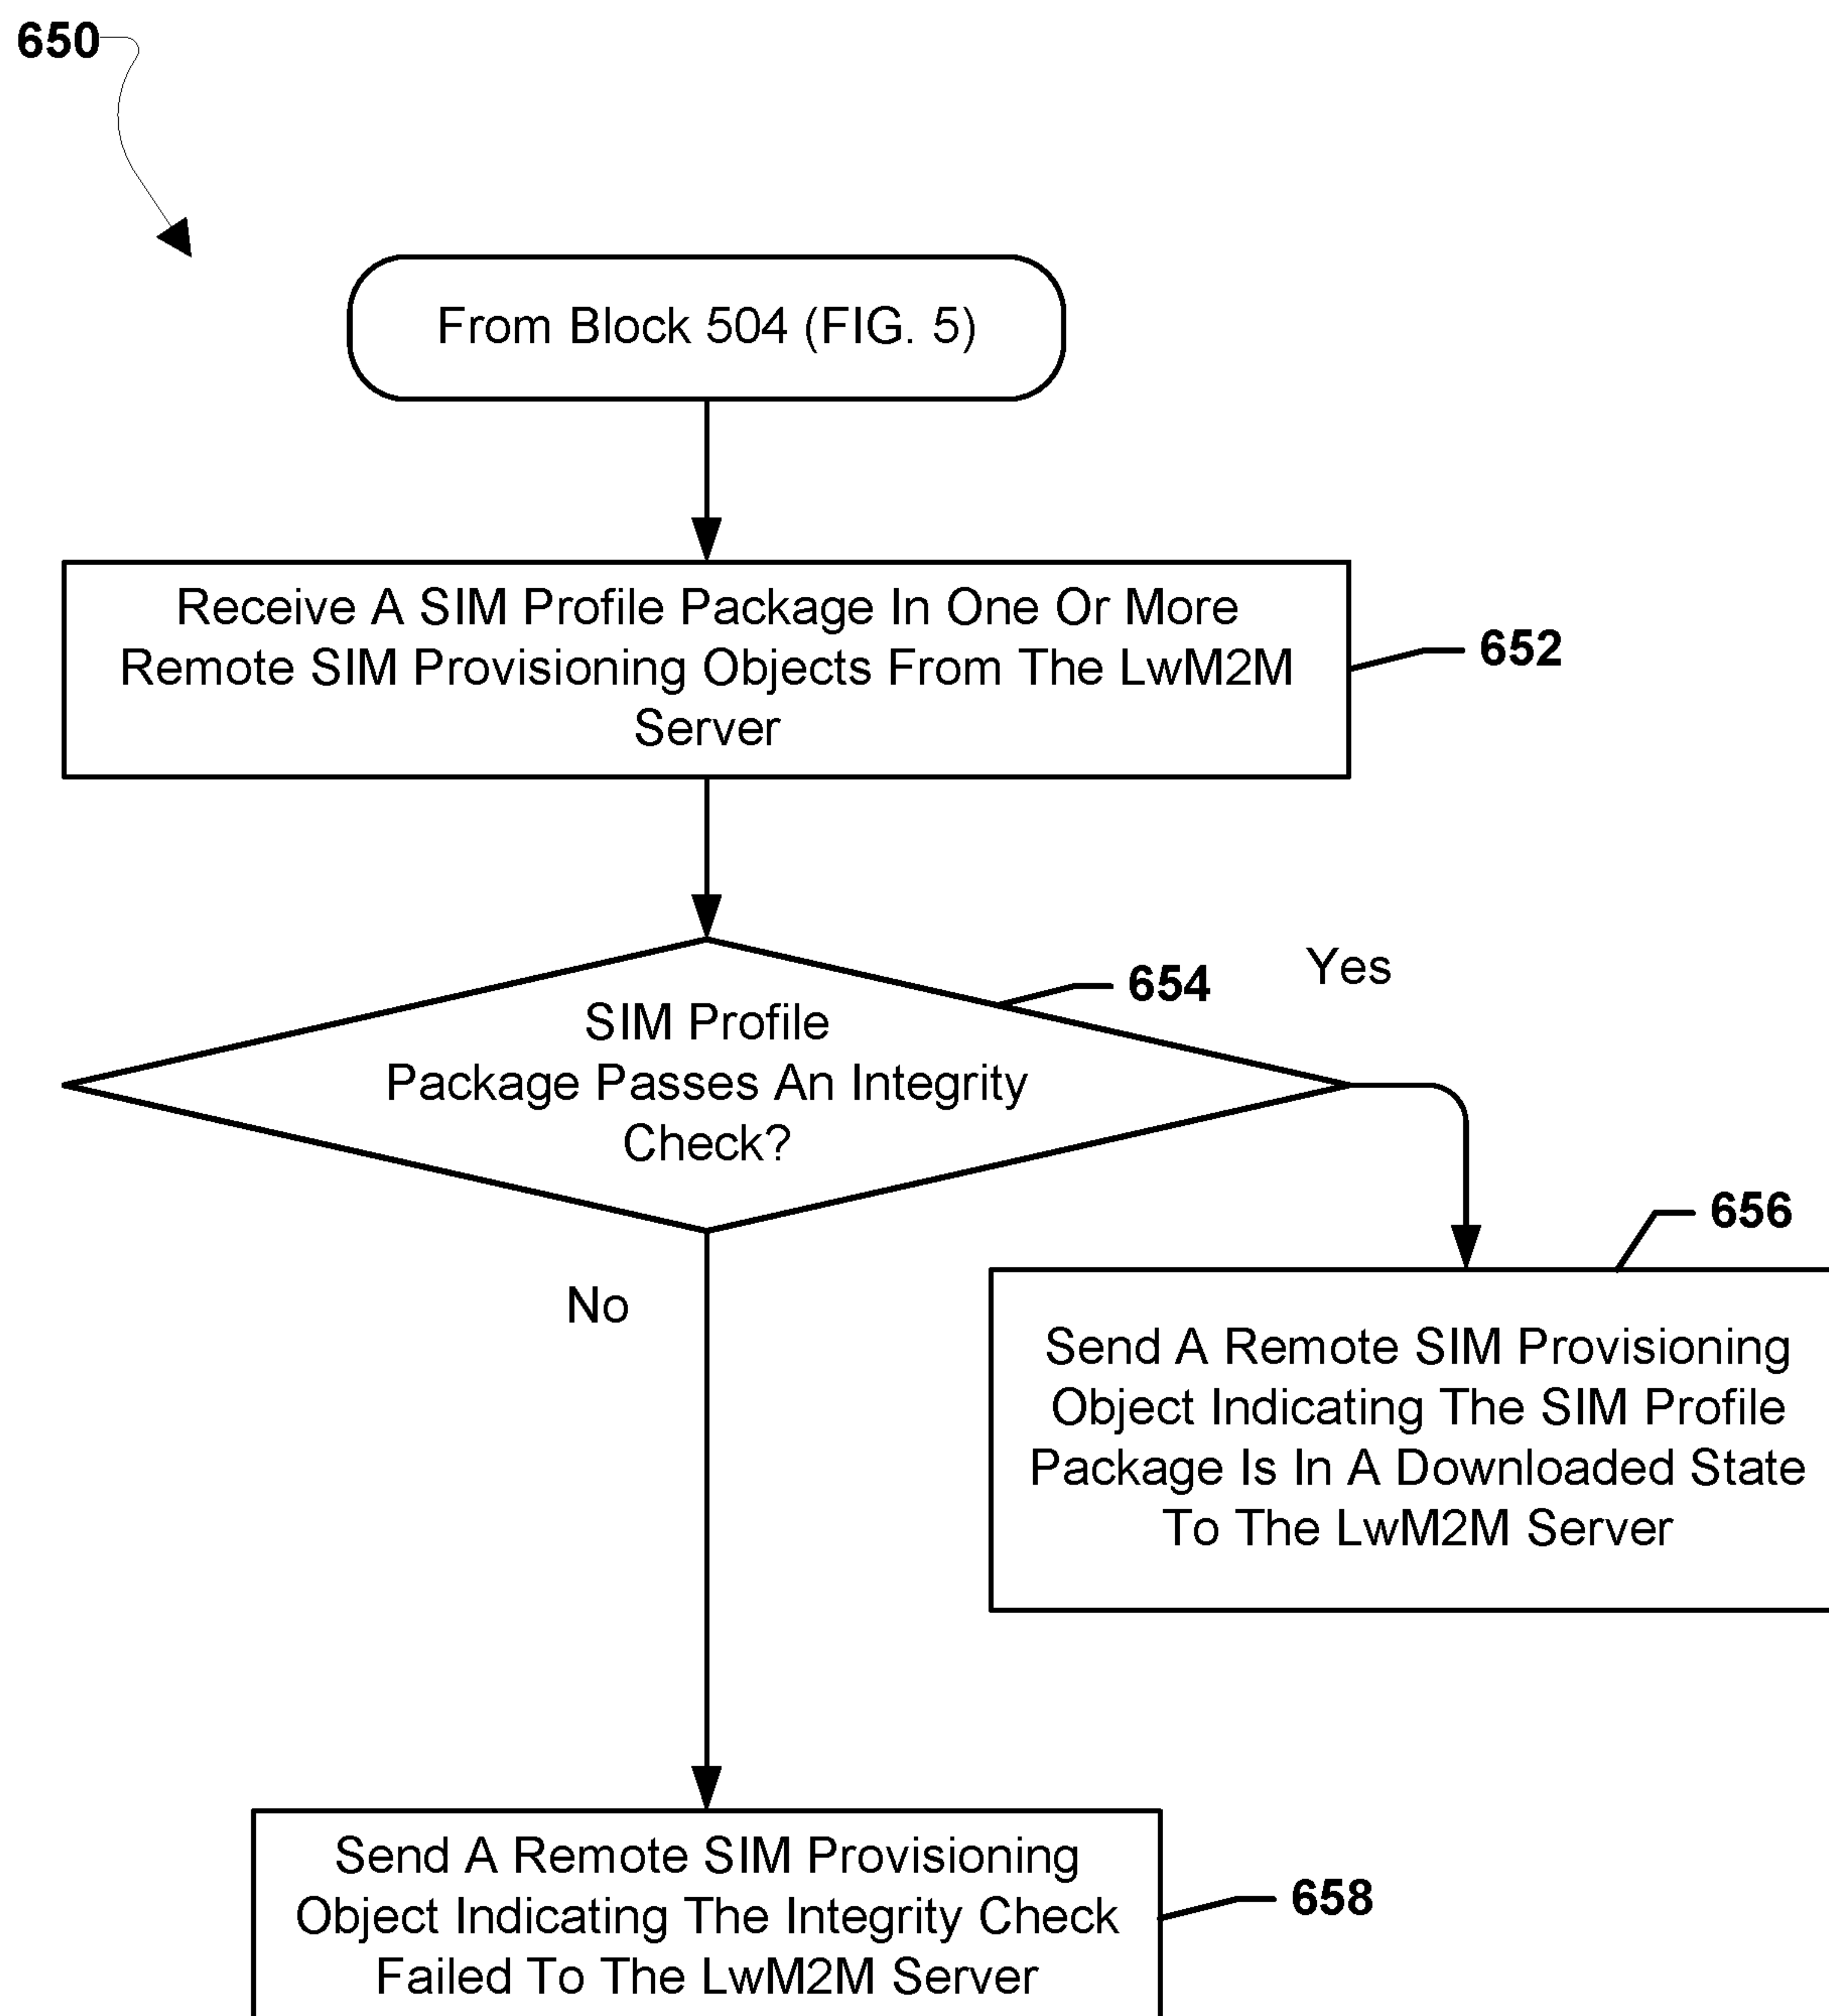 650
From Block 504 (FIG. 5)
Receive A SIM Profile Package In One Or More
Remote SIM Provisioning Objects From The LwM2M
Server
652
654
Yes
SIM Profile
Package Passes An Integrity
Check?
656
No
Send A Remote SIM Provisioning
Object Indicating The SIM Profile
Package Is In A Downloaded State
To The LwM2M Server
Send A Remote SIM Provisioning
Object Indicating The Integrity Check
Failed To The LwM2M Server
658